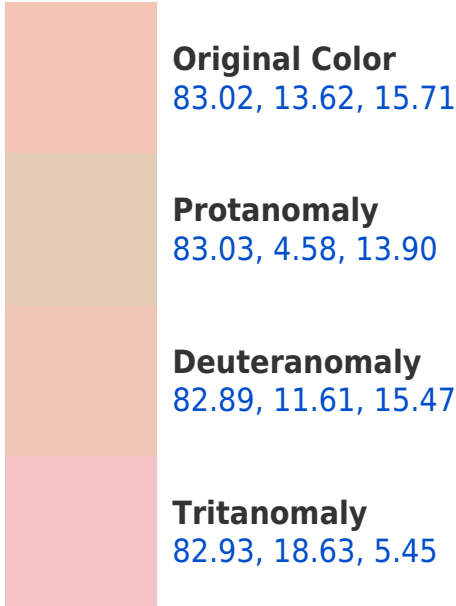 Original Color
83.02, 13.62, 15.71
Protanomaly
83.03, 4.58, 13.90
Deuteranomaly
82.89, 11.61, 15.47
Tritanomaly
82.93, 18.63, 5.45